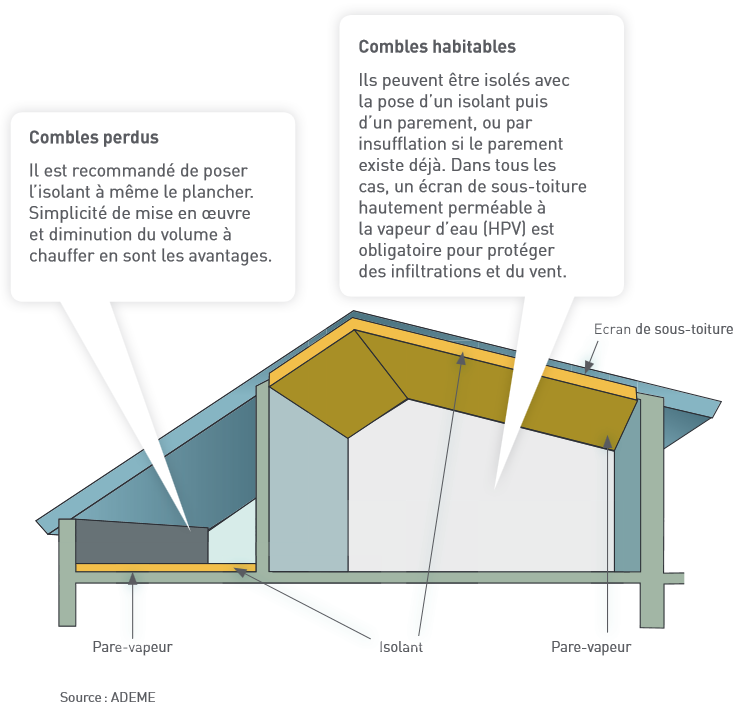 Combles habitables
Ils peuvent être isolés avec
la pose d’un isolant puis
d’un parement, ou par
insufflation si le parement
existe déjà. Dans tous les
cas, un écran de sous-toiture
hautement perméable à
la vapeur d’eau (HPV) est
obligatoire pour protéger
des infiltrations et du vent.
Combles perdus
Il est recommandé de poser
l’isolant à même le plancher.
Simplicité de mise en œuvre
et diminution du volume à
chauffer en sont les avantages.
Ecran de sous-toiture
Pare-vapeur
Isolant
Pare-vapeur
Source : ADEME